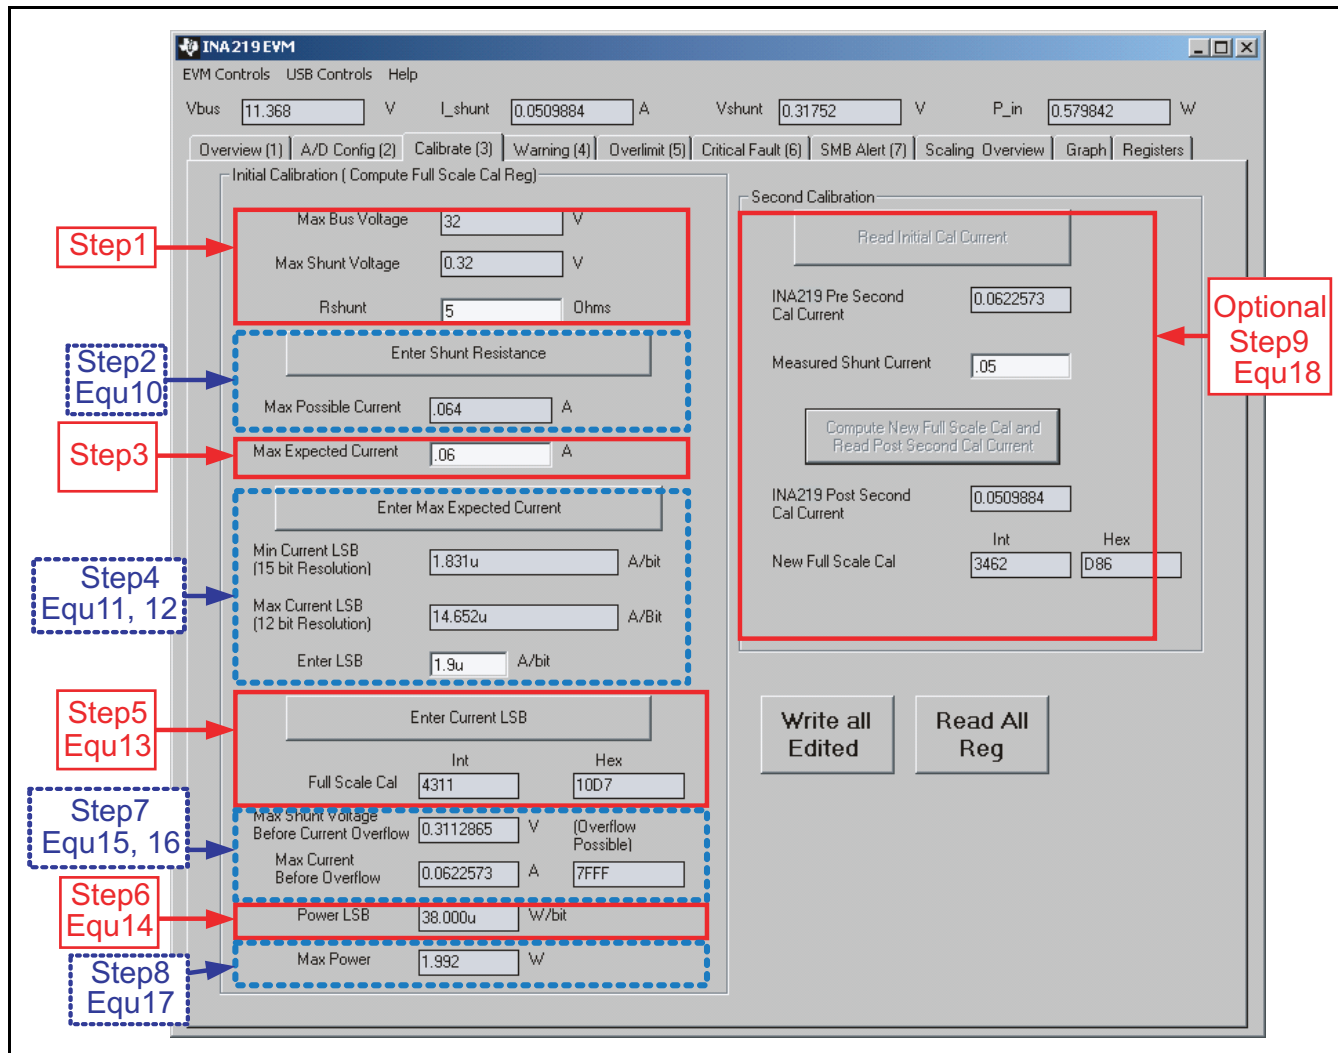 INA219EVM
EVM Controls USB Controls Help
Vbus 11.368 V I_shunt 0.0509884 A Vshunt 0.31752 V P_in 0.579842 W
Overview (1) A/D Config (2) Calibrate (3) Warning (4) Overlimit (5) Critical Fault (6) SMB Alert (7) Scaling Overview Graph Registers
Initial Calibration ( Compute Full Scale Cal Reg)
Step1
Max Bus Voltage 32 V
Max Shunt Voltage 0.32 V
Rshunt 5 Ohms
Step2
Equ10
Enter Shunt Resistance
Max Possible Current .064 A
Step3
Max Expected Current .06 A
Enter Max Expected Current
Step4
Equ11, 12
Min Current LSB
(15 bit Resolution) 1.831u A/bit
Max Current LSB
(12 bit Resolution) 14.652u A/Bit
Enter LSB 1.9u A/bit
Step5
Equ13
Enter Current LSB
Int Hex
Full Scale Cal 4311 10D7
Step7
Equ15, 16
Max Shunt Voltage
Before Current Overflow 0.3112865 V (Overflow
Possible)
Max Current
Before Overflow 0.0622573 A 7FFF
Step6
Equ14
Power LSB 38.000u W/bit
Step8
Equ17
Max Power 1.992 W
Second Calibration
Read Initial Cal Current
INA219 Pre Second
Cal Current 0.0622573
Measured Shunt Current .05
Compute New Full Scale Cal and
Read Post Second Cal Current
INA219 Post Second
Cal Current 0.0509884
Int Hex
New Full Scale Cal 3462 D86
Optional
Step9
Equ18
Write all
Edited
Read All
Reg